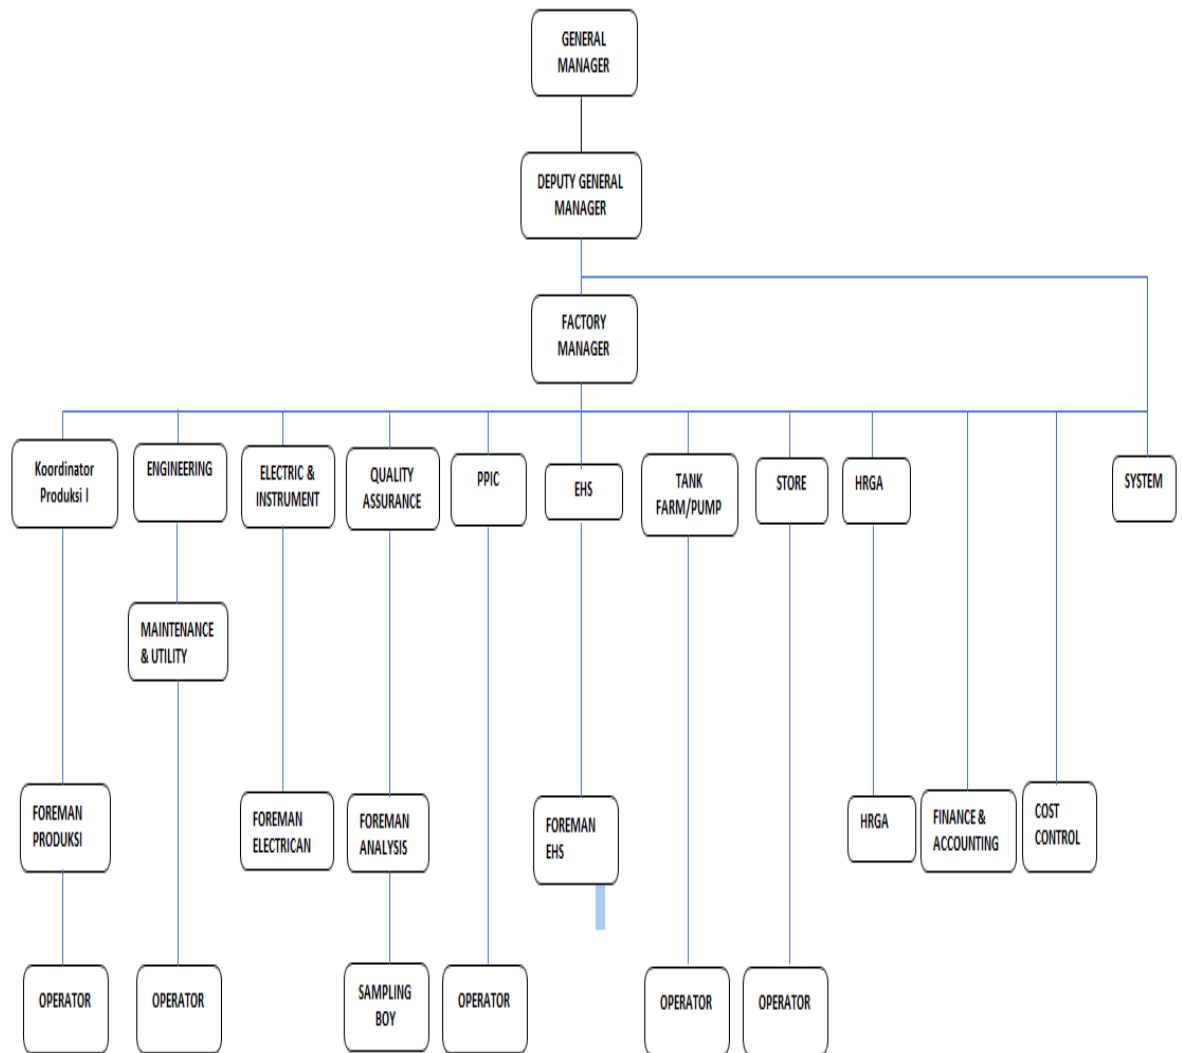 GENERAL
MANAGER
DEPUTY GENERAL
MANAGER
FACTORY
MANAGER
Koordinator
Produksi I
ENGINEERING
ELECTRIC &
INSTRUMENT
QUALITY
ASSURANCE
PPIC
EHS
TANK
FARM/PUMP
STORE
HRGA
SYSTEM
MAINTENANCE
& UTILITY
FOREMAN
PRODUKSI
FOREMAN
ELECTRICAN
FOREMAN
ANALYSIS
FOREMAN
EHS
HRGA
FINANCE &
ACCOUNTING
COST
CONTROL
OPERATOR
OPERATOR
SAMPLING
BOY
OPERATOR
OPERATOR
OPERATOR